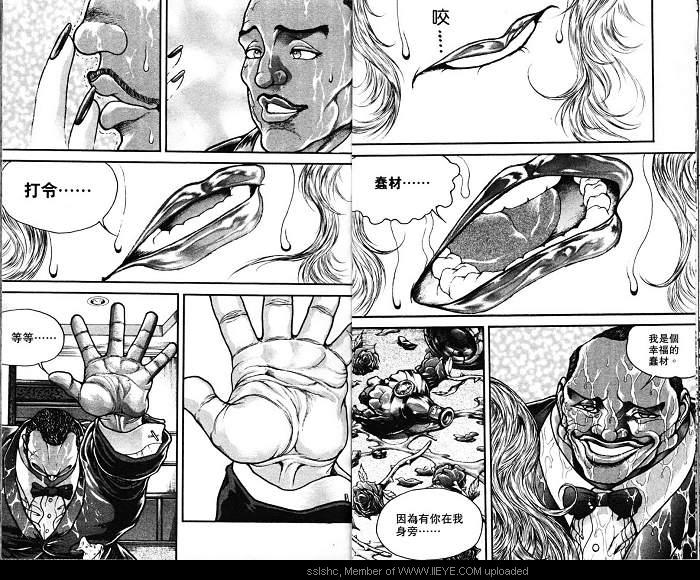 咬……
蠢材……
我是個
幸福的
蠢材。
因為有你在我
身旁……
打令……
等等……
sslshc, Member of WWW.IIEYE.COM uploaded